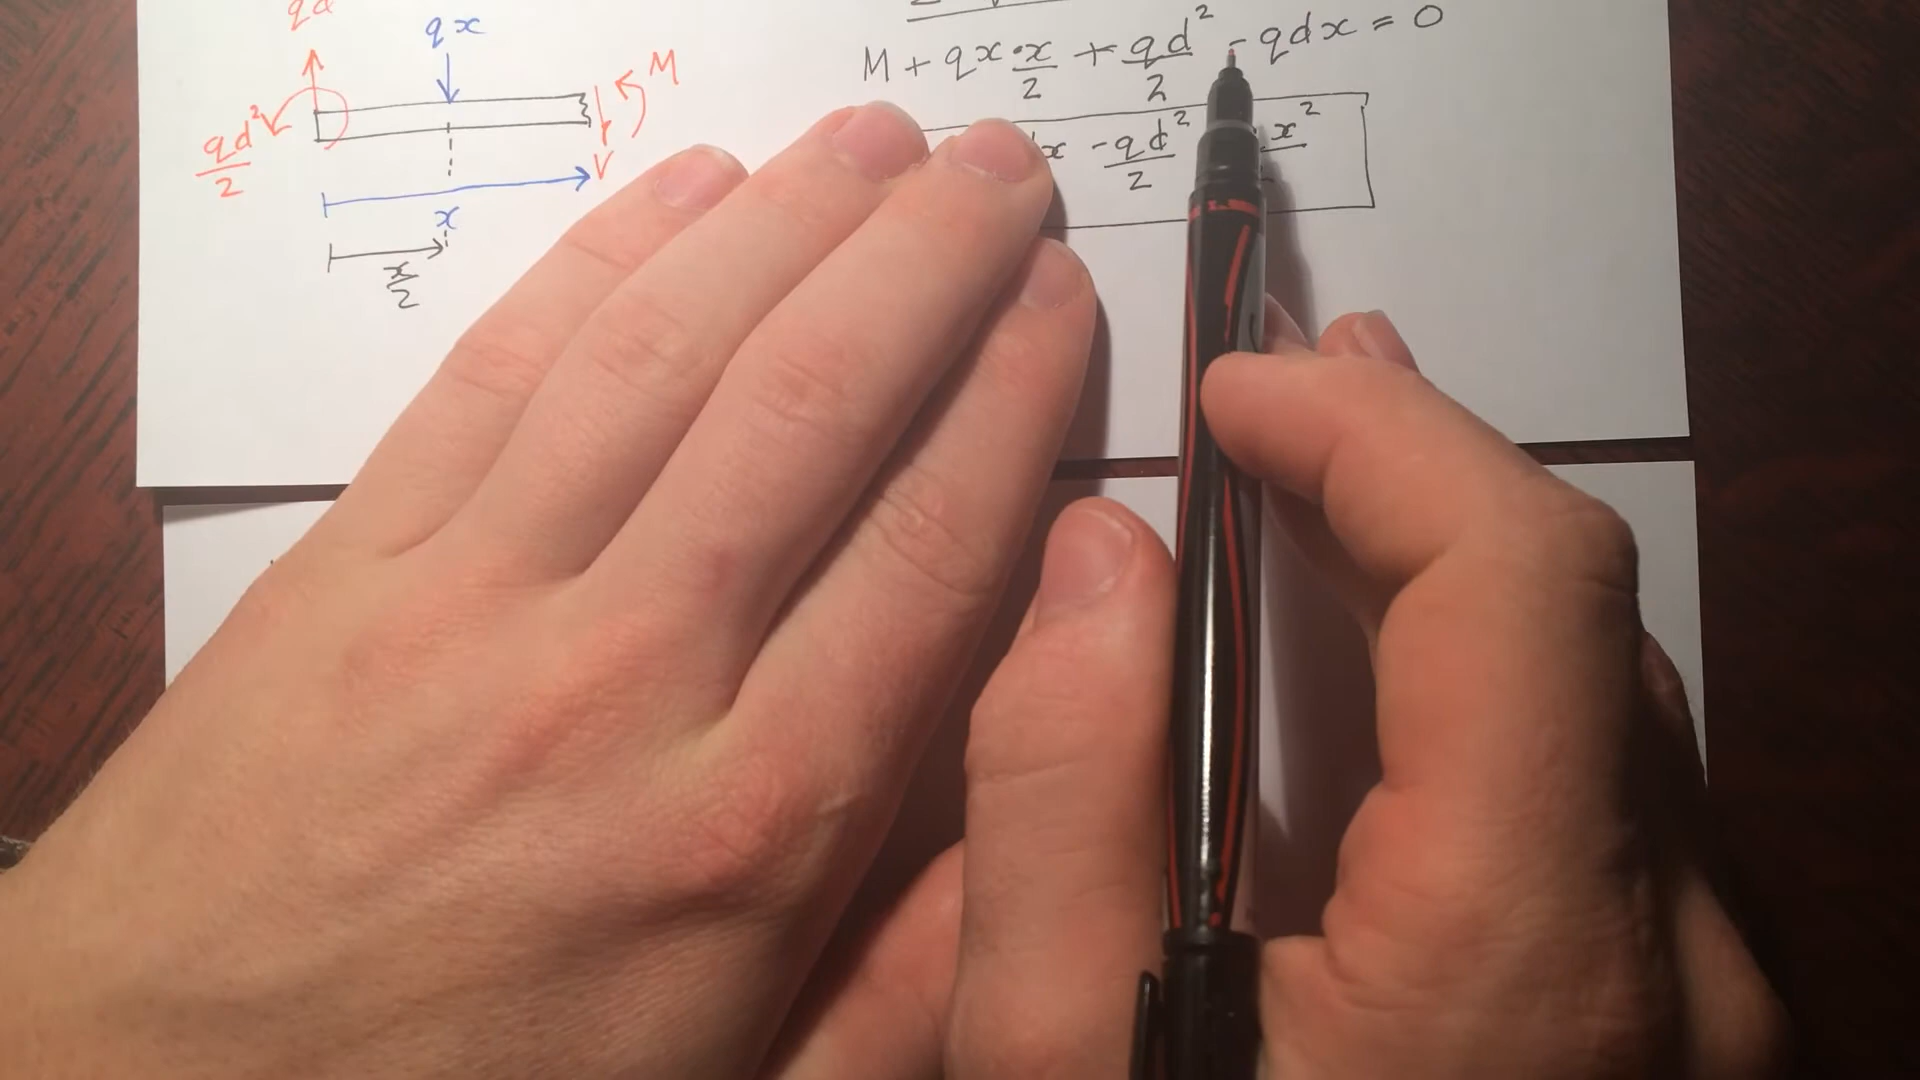 qd
qx
M
qd²/2
V
x
x/2
M + qx·x/2 + qd²/2 - qdx = 0
x - qd²/2 x²